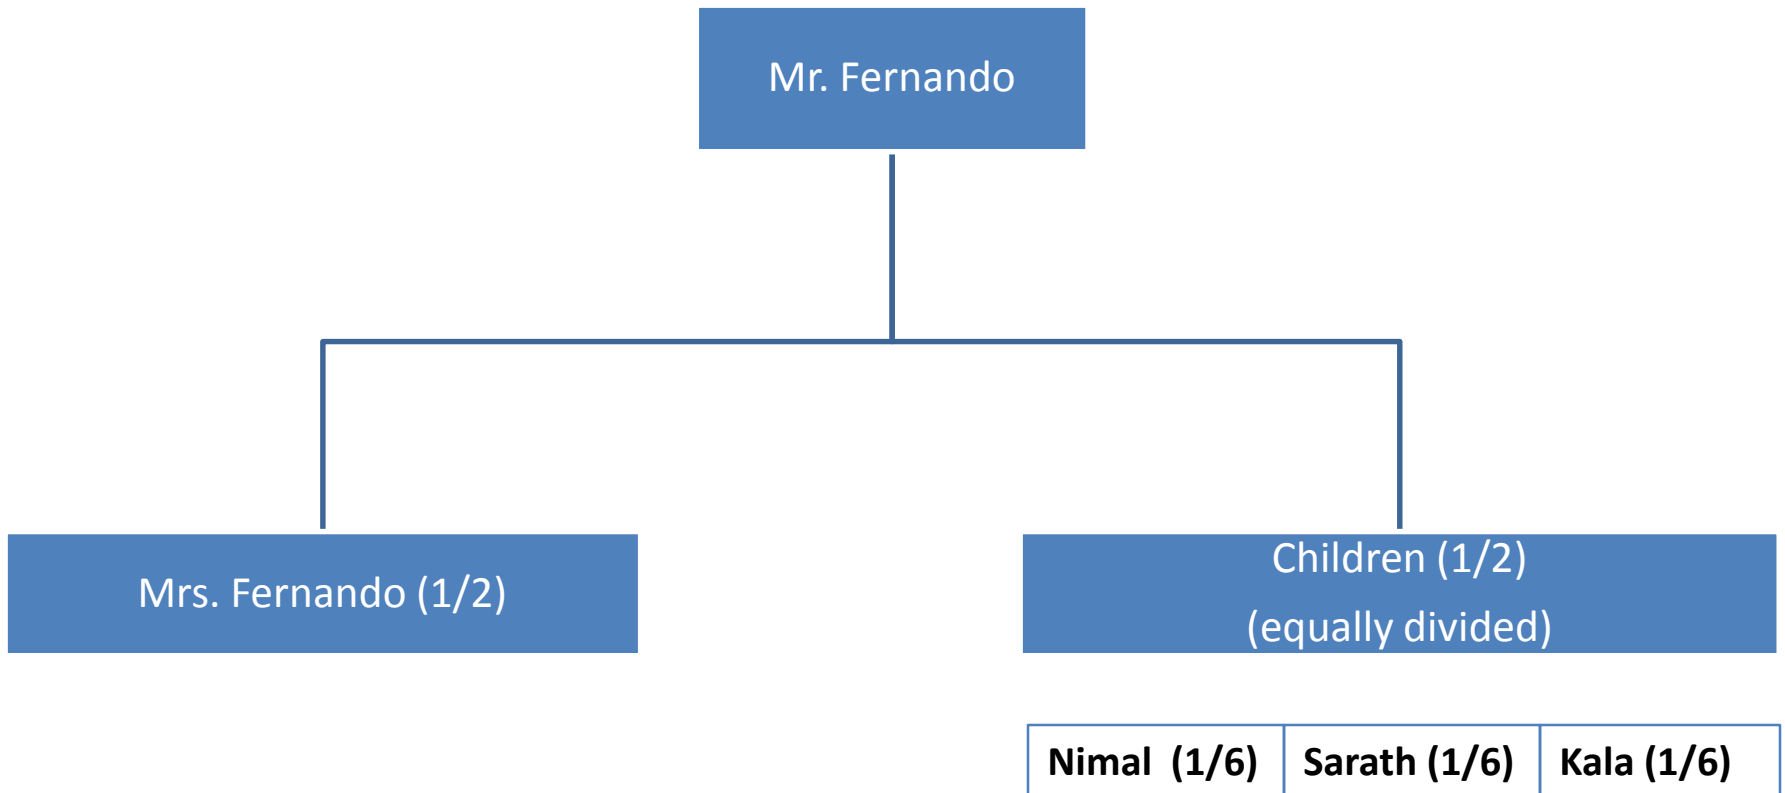 Mr. Fernando
Mrs. Fernando (1/2)
Children (1/2)
(equally divided)
Nimal  (1/6)
Sarath (1/6)
Kala (1/6)